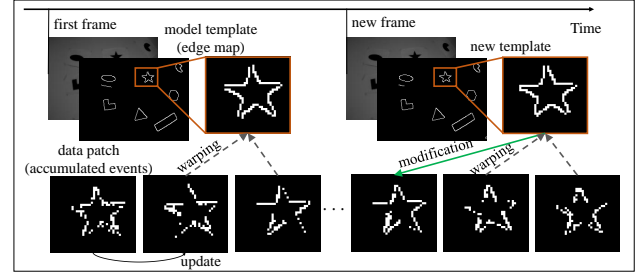 first frame
model template
(edge map)
new frame
Time
new template
data patch
(accumulated events)
warping
modification
warping
. . .
update